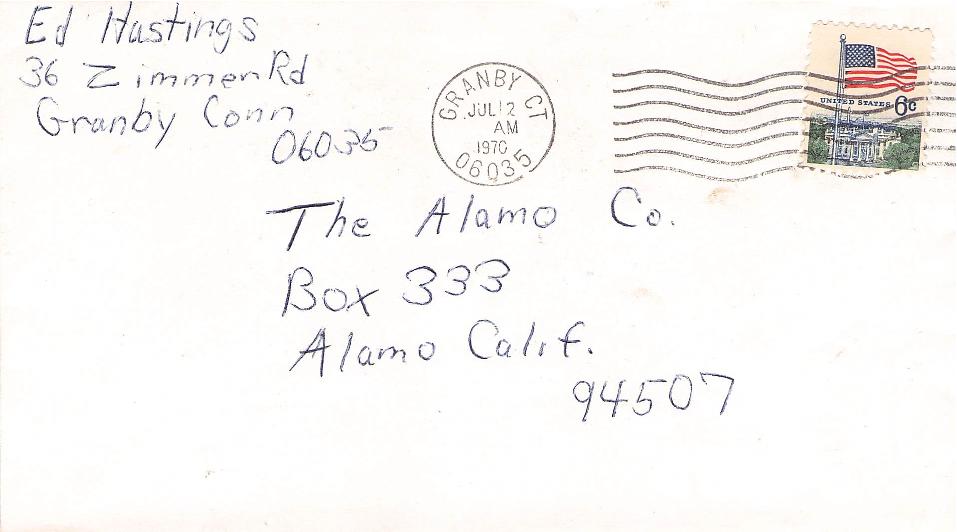 Ed Hastings
36 Zimmen Rd
Granby Conn
06035
GRANBY CT
JUL 12
AM
1970
06035
UNITED STATES 6c
The Alamo Co.
Box 333
Alamo Calif.
94507